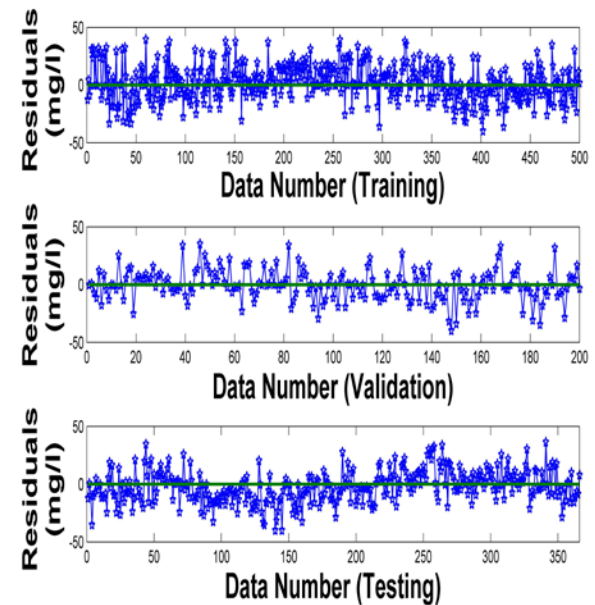 Residuals
(mg/l)
50
0
-50
0 50 100 150 200 250 300 350 400 450 500
Data Number (Training)
Residuals
(mg/l)
50
0
-50
0 20 40 60 80 100 120 140 160 180 200
Data Number (Validation)
Residuals
(mg/l)
50
0
-50
0 50 100 150 200 250 300 350
Data Number (Testing)